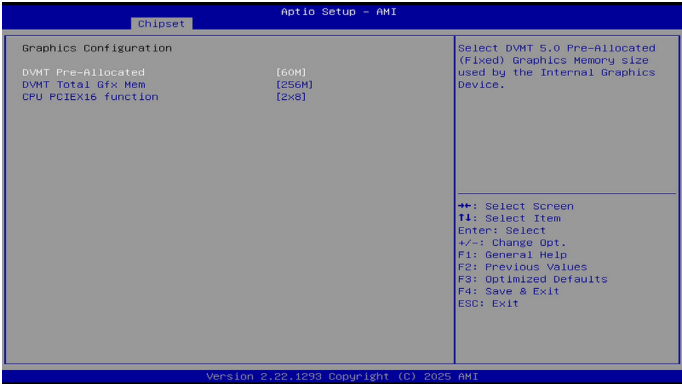 Aptio Setup – AMI
Chipset
Graphics Configuration
DVMT Pre-Allocated [60M]
DVMT Total Gfx Mem [256M]
CPU PCIEX16 function [2x8]
Select DVMT 5.0 Pre-Allocated
(Fixed) Graphics Memory size
used by the Internal Graphics
Device.
→←: Select Screen
↑↓: Select Item
Enter: Select
+/-: Change Opt.
F1: General Help
F2: Previous Values
F3: Optimized Defaults
F4: Save & Exit
ESC: Exit
Version 2.22.1293 Copyright (C) 2025 AMI